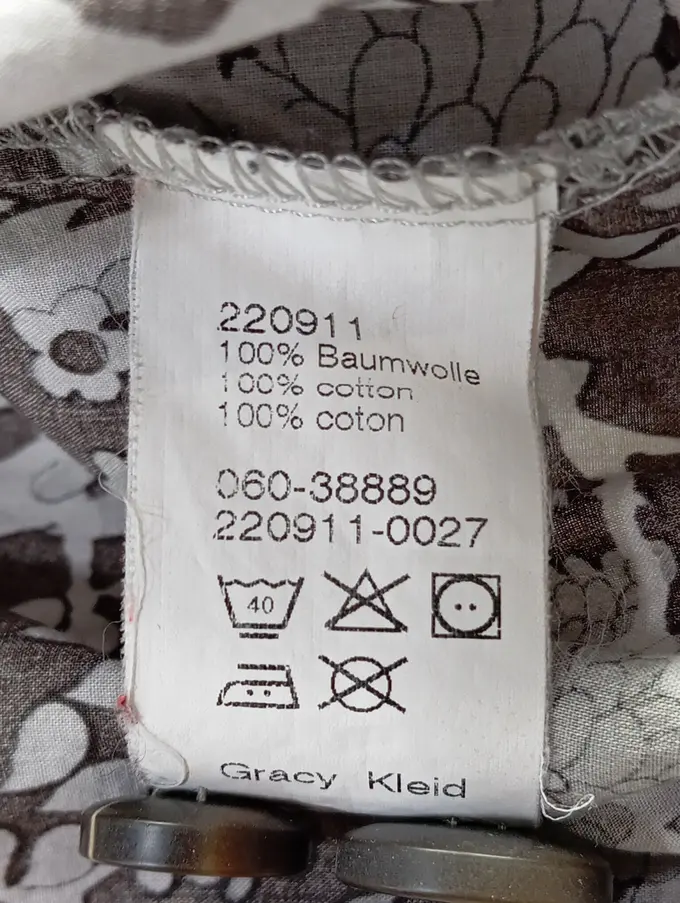 220911
100% Baumwolle
100% cotton
100% coton
060-38889
220911-0027
40
Gracy Kleid